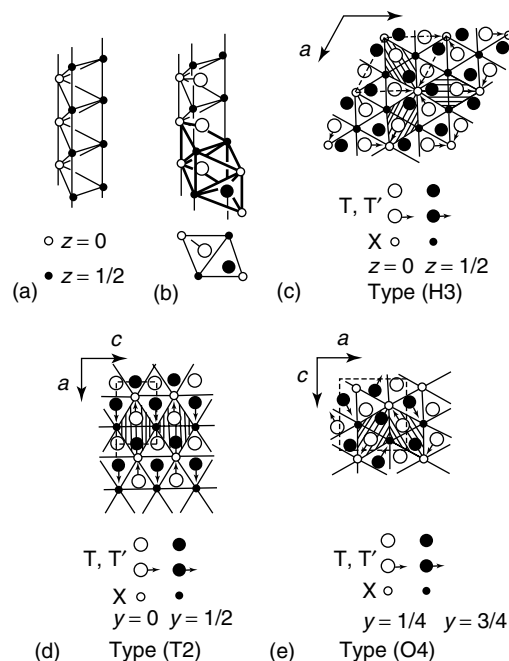 z = 0
z = 1/2
(a)
(b)
a
T, T′
X
z = 0 z = 1/2
(c) Type (H3)
c
a
T, T′
X
y = 0 y = 1/2
(d) Type (T2)
a
c
T, T′
X
y = 1/4 y = 3/4
(e) Type (O4)